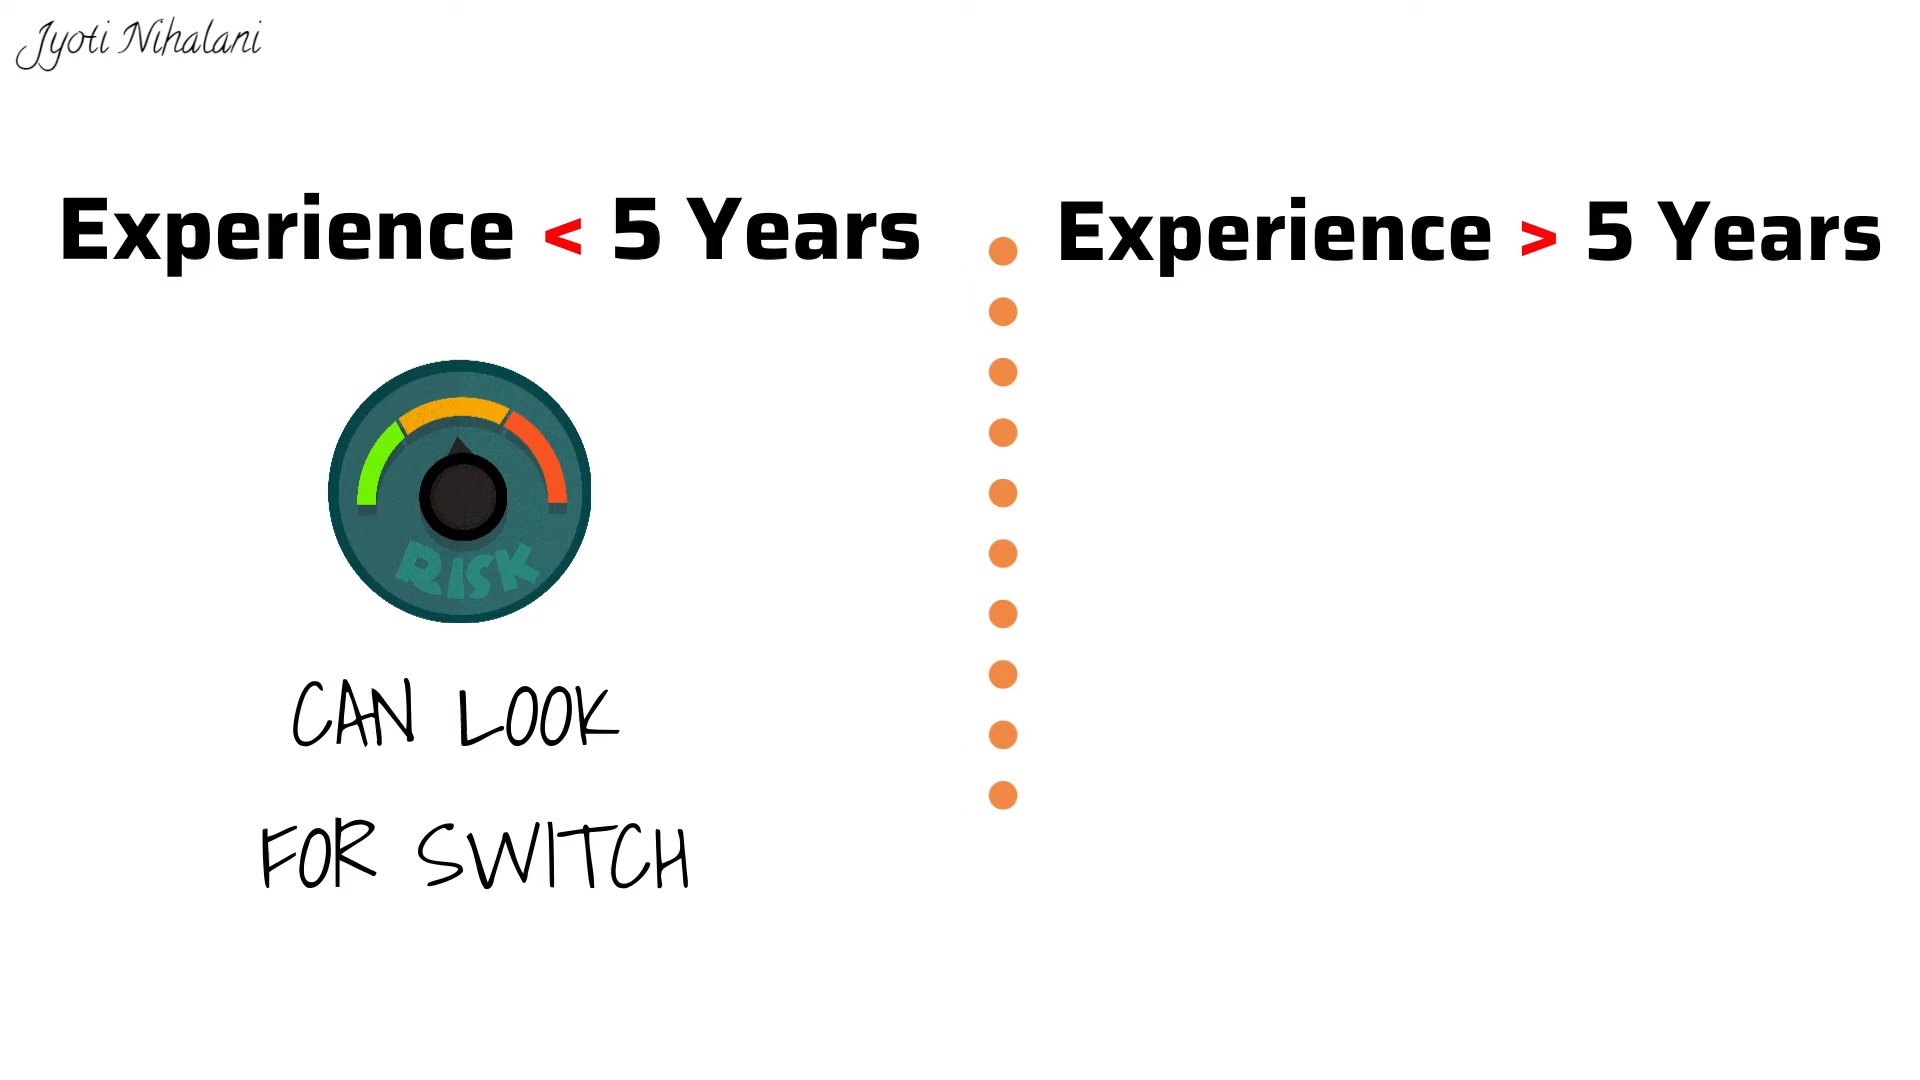 Jyoti Nihalani
Experience < 5 Years
RISK
CAN LOOK
FOR SWITCH
Experience > 5 Years